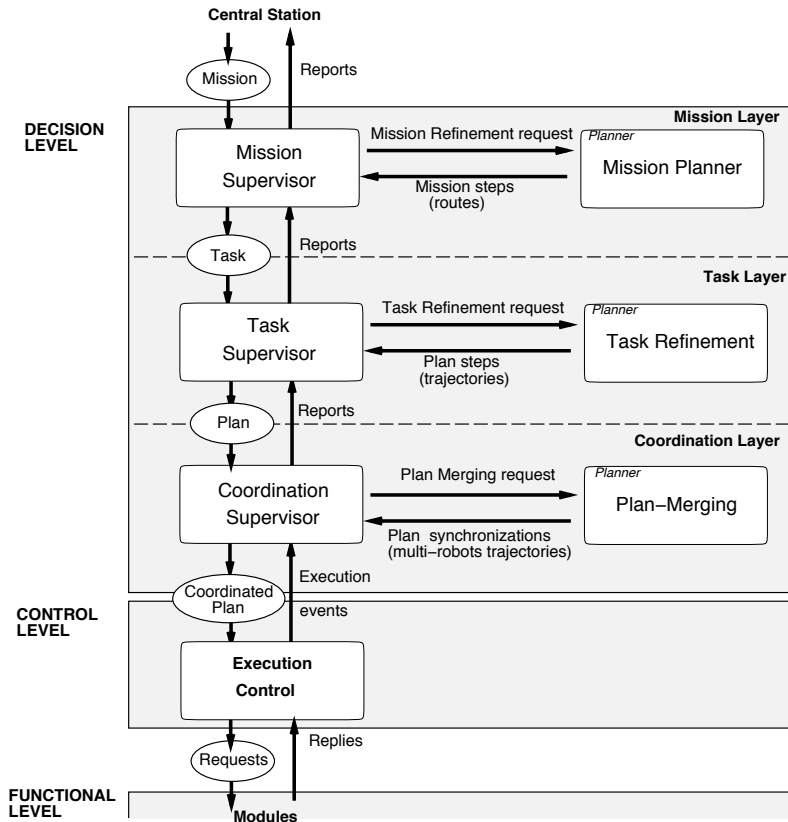 Central Station
Reports
Mission
DECISION
LEVEL
Mission Layer
Mission
Supervisor
Mission Refinement request
Mission steps
(routes)
Planner
Mission Planner
Task
Reports
Task Layer
Task
Supervisor
Task Refinement request
Plan steps
(trajectories)
Planner
Task Refinement
Plan
Reports
Coordination Layer
Coordination
Supervisor
Plan Merging request
Plan synchronizations
(multi−robots trajectories)
Planner
Plan−Merging
Coordinated
Plan
Execution
events
CONTROL
LEVEL
Execution
Control
Requests
Replies
FUNCTIONAL
LEVEL
Modules